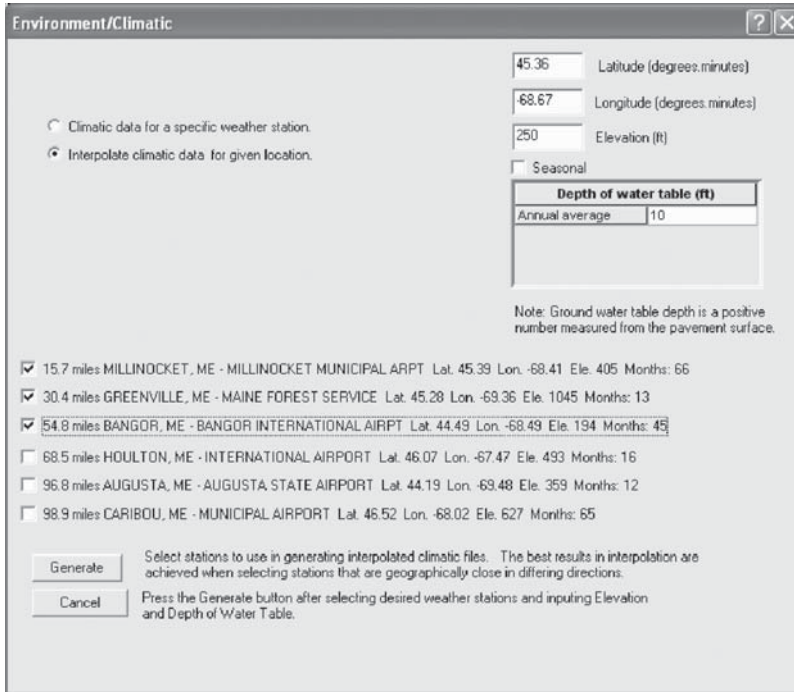 Environment/Climatic
45.36 Latitude (degrees.minutes)
-68.67 Longitude (degrees.minutes)
250 Elevation (ft)
Climatic data for a specific weather station.
Interpolate climatic data for given location.
Seasonal
Depth of water table (ft)
Annual average 10
Note: Ground water table depth is a positive
number measured from the pavement surface.
15.7 miles MILLINOCKET, ME - MILLINOCKET MUNICIPAL ARPT Lat. 45.39 Lon. -68.41 Ele. 405 Months: 66
30.4 miles GREENVILLE, ME - MAINE FOREST SERVICE Lat. 45.28 Lon. -69.36 Ele. 1045 Months: 13
54.8 miles BANGOR, ME - BANGOR INTERNATIONAL AIRPT Lat. 44.49 Lon. -68.49 Ele. 194 Months: 45
68.5 miles HOULTON, ME - INTERNATIONAL AIRPORT Lat. 46.07 Lon. -67.47 Ele. 493 Months: 16
96.8 miles AUGUSTA, ME - AUGUSTA STATE AIRPORT Lat. 44.19 Lon. -69.48 Ele. 359 Months: 12
98.9 miles CARIBOU, ME - MUNICIPAL AIRPORT Lat. 46.52 Lon. -68.02 Ele. 627 Months: 65
Generate
Select stations to use in generating interpolated climatic files. The best results in interpolation are
achieved when selecting stations that are geographically close in differing directions.
Cancel
Press the Generate button after selecting desired weather stations and inputing Elevation
and Depth of Water Table.